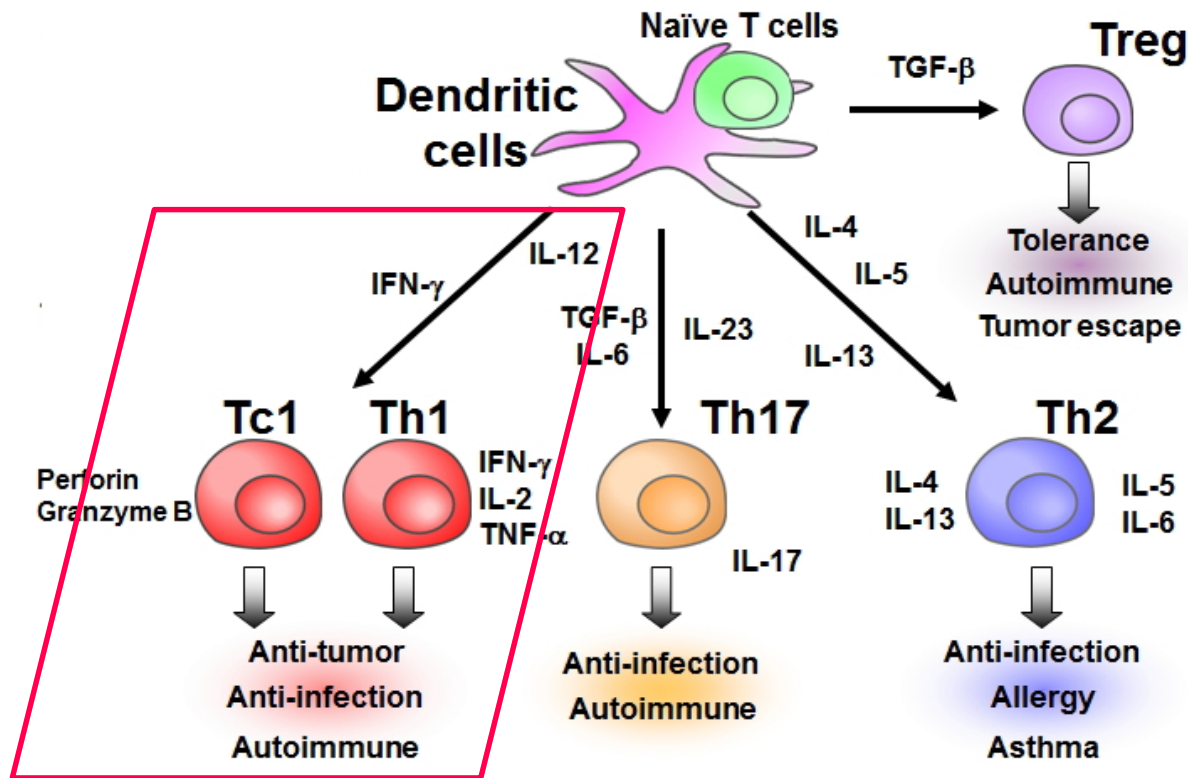 Naïve T cells
Treg
TGF-β
Dendritic
cells
Tolerance
Autoimmune
Tumor escape
IFN-γ
IL-12
TGF-β
IL-6
IL-23
IL-4
IL-5
IL-13
Tc1
Th1
Th17
Th2
Perforin
Granzyme B
IFN-γ
IL-2
TNF-α
IL-17
IL-4
IL-13
IL-5
IL-6
Anti-tumor
Anti-infection
Autoimmune
Anti-infection
Autoimmune
Anti-infection
Allergy
Asthma